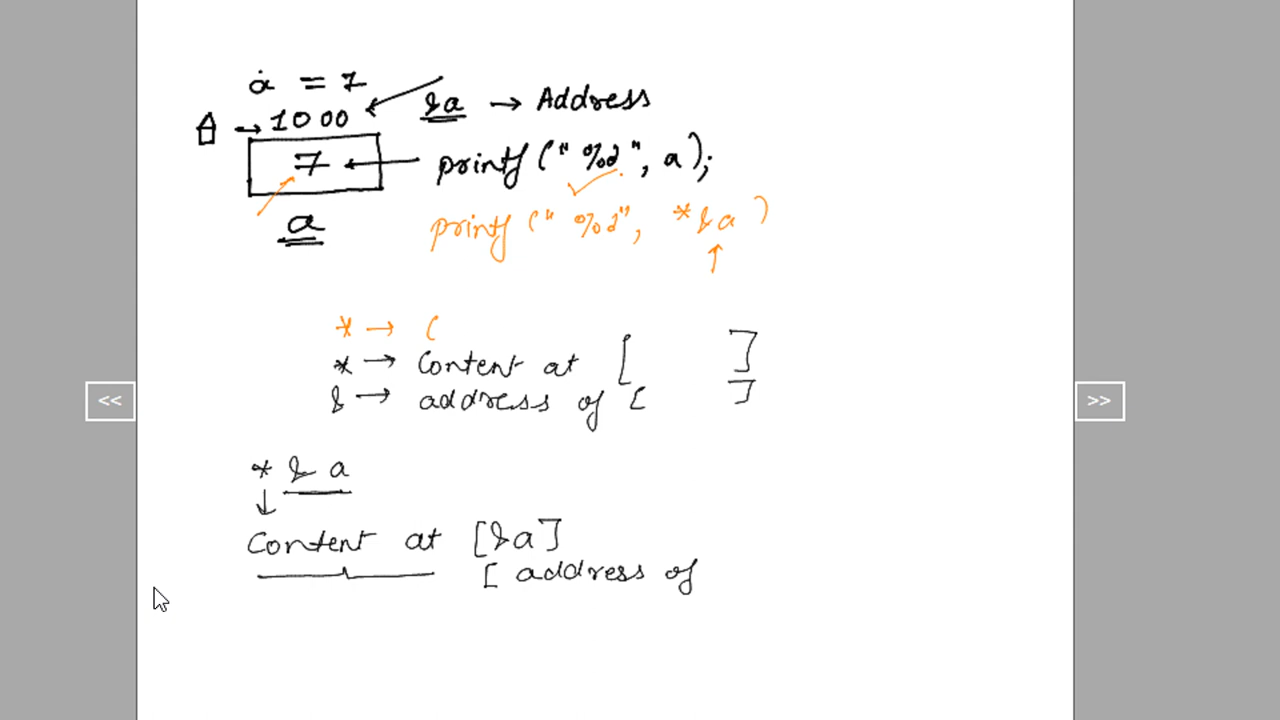 a = 7
1000 &a → Address
7 printf (" %d ", a);
a printf (" %d", *&a )
* → (
* → Content at [ ]
& → address of [ ]
* & a
Content at [&a]
[ address of
<<
>>